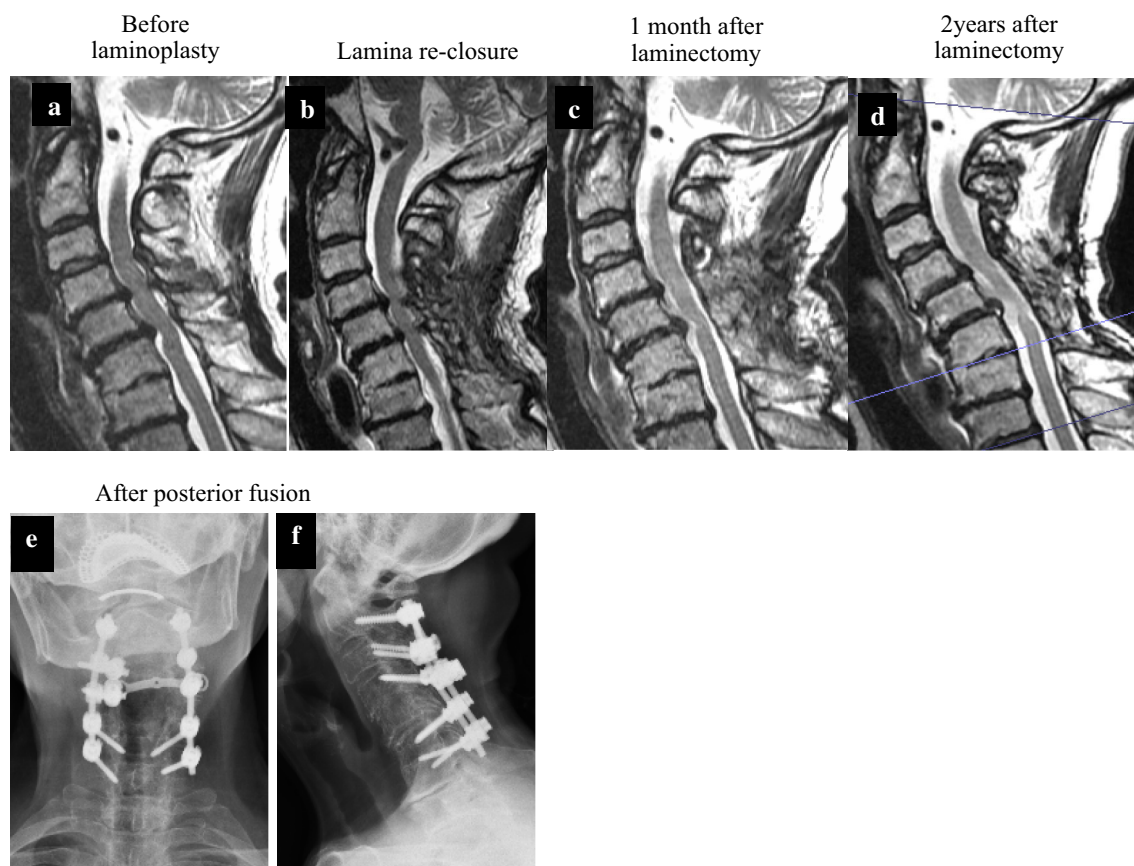 Before
laminoplasty
Lamina re-closure
1 month after
laminectomy
2years after
laminectomy
a
b
c
d
After posterior fusion
e
f